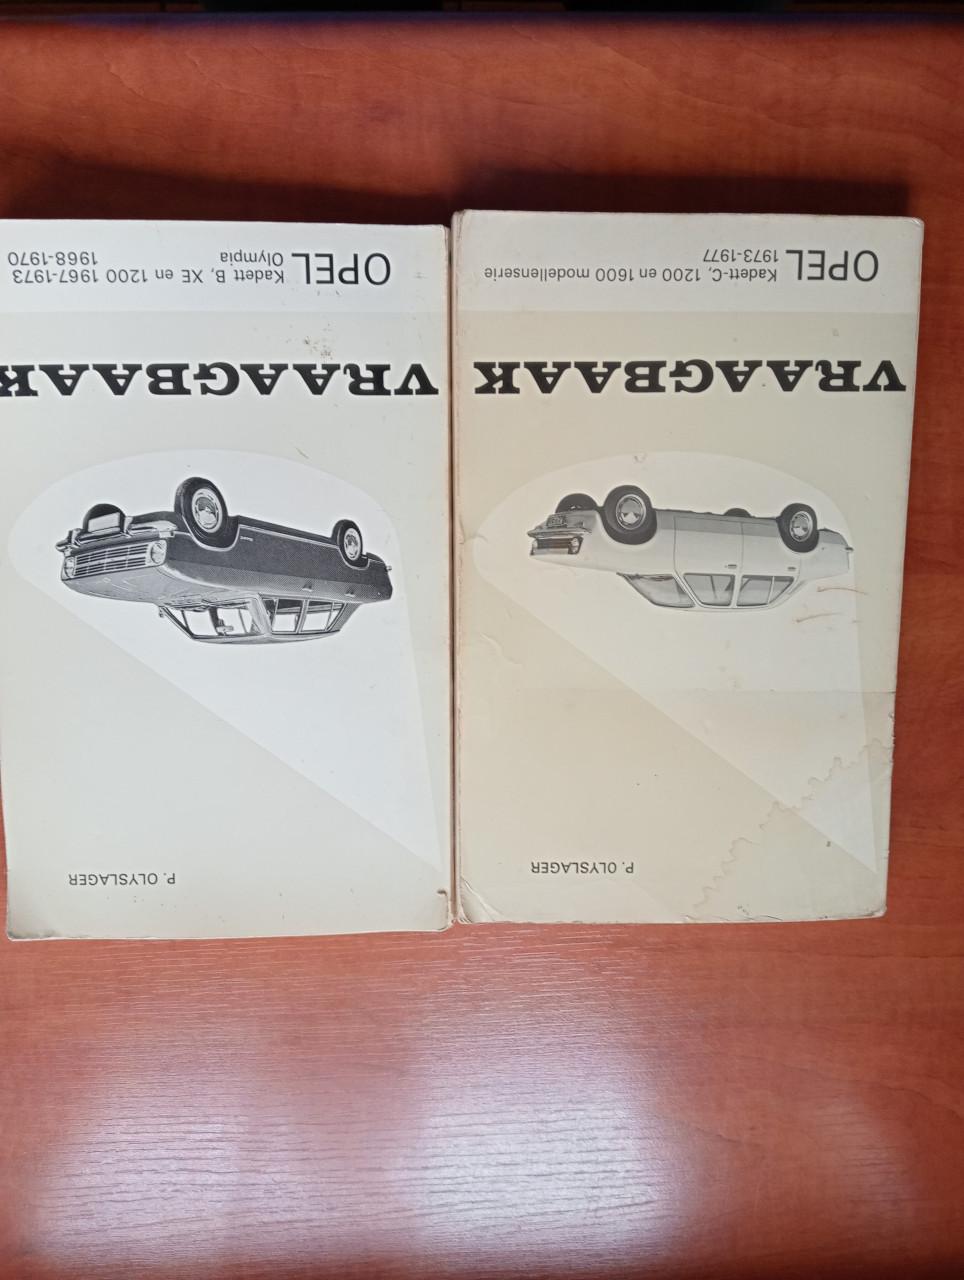 P. OLYSLAGER
VRAAGBAAK
OPEL
Kadett-C, 1200 en 1600 modellenserie
1973-1977
P. OLYSLAGER
VRAAGBAAK
OPEL
Kadett B, XE en 1200 1967-1973
Olympia 1968-1970